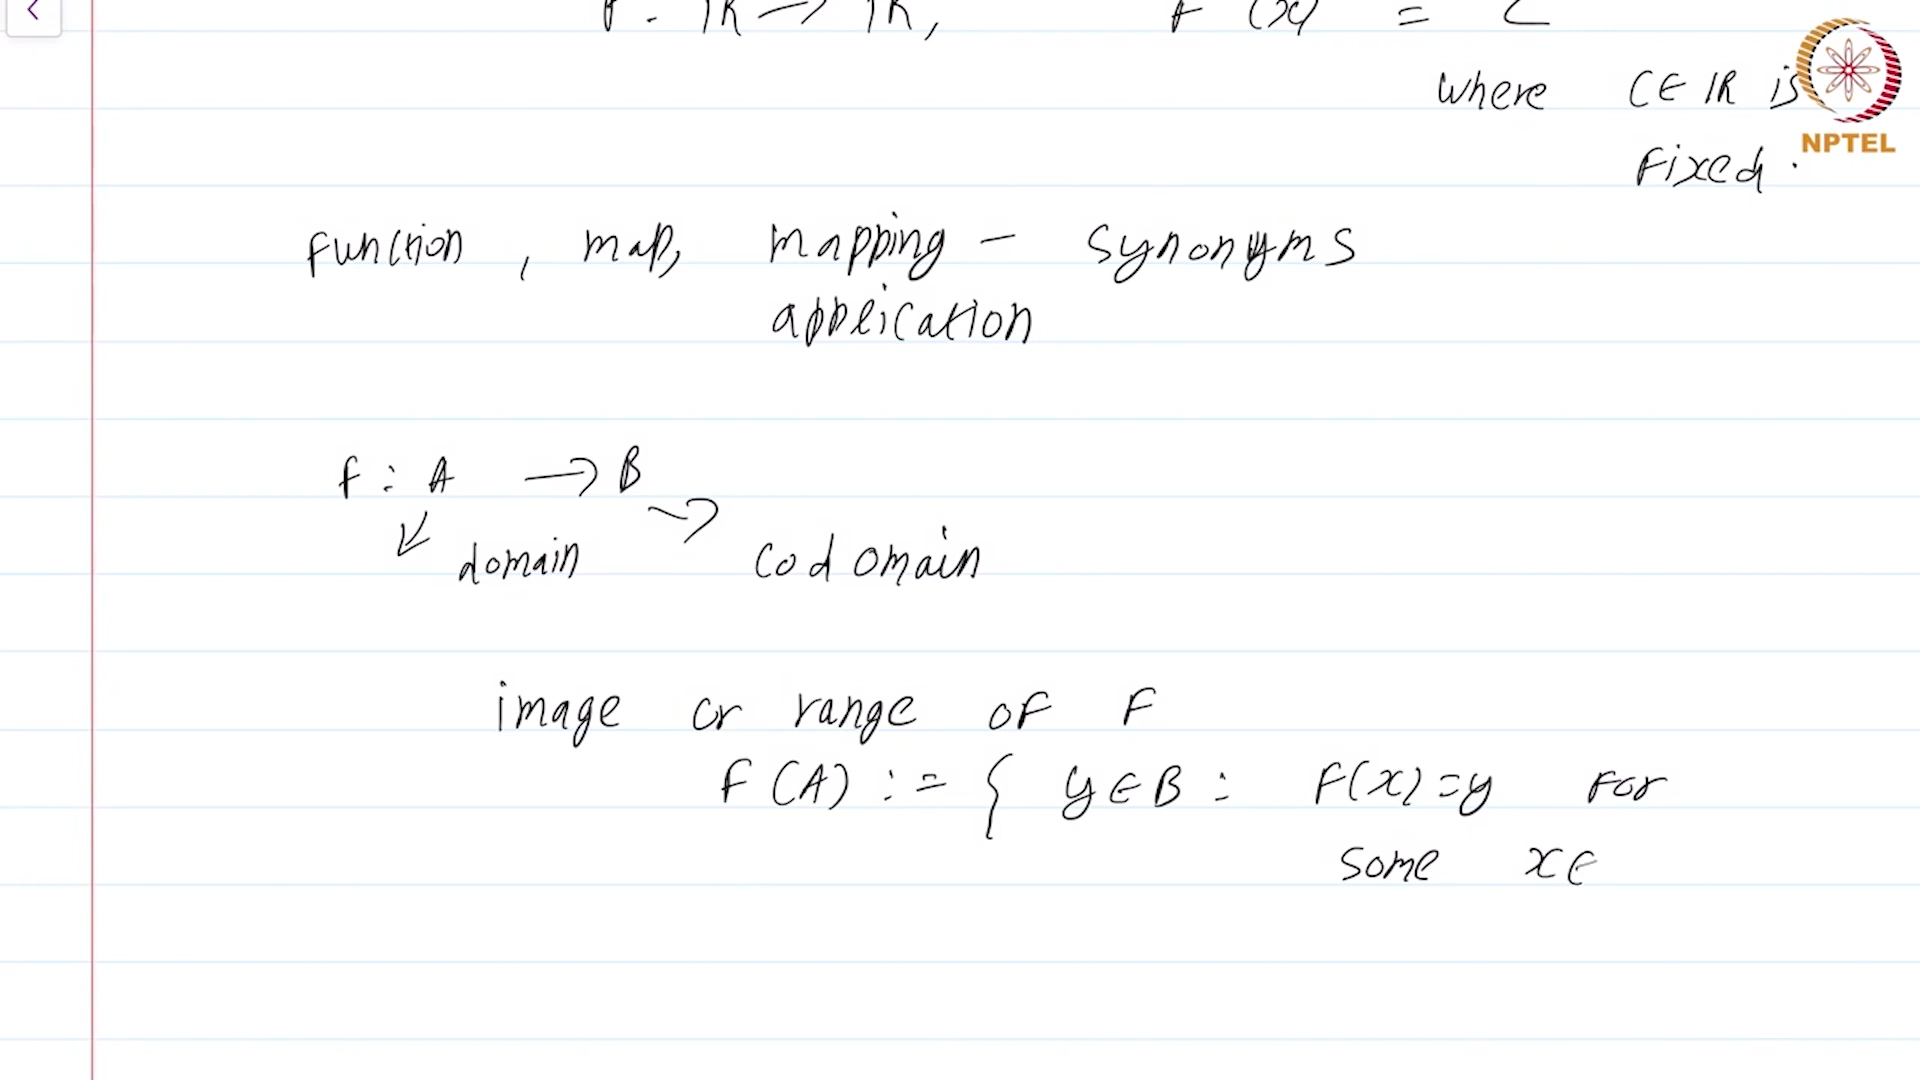 F : ℝ → ℝ, F(x) = C
where C ∈ ℝ is
fixed.
NPTEL
function, map, mapping – synonyms
application
f : A → B
domain codomain
image or range of F
F(A) := { y ∈ B : F(x) = y for
some x ∈